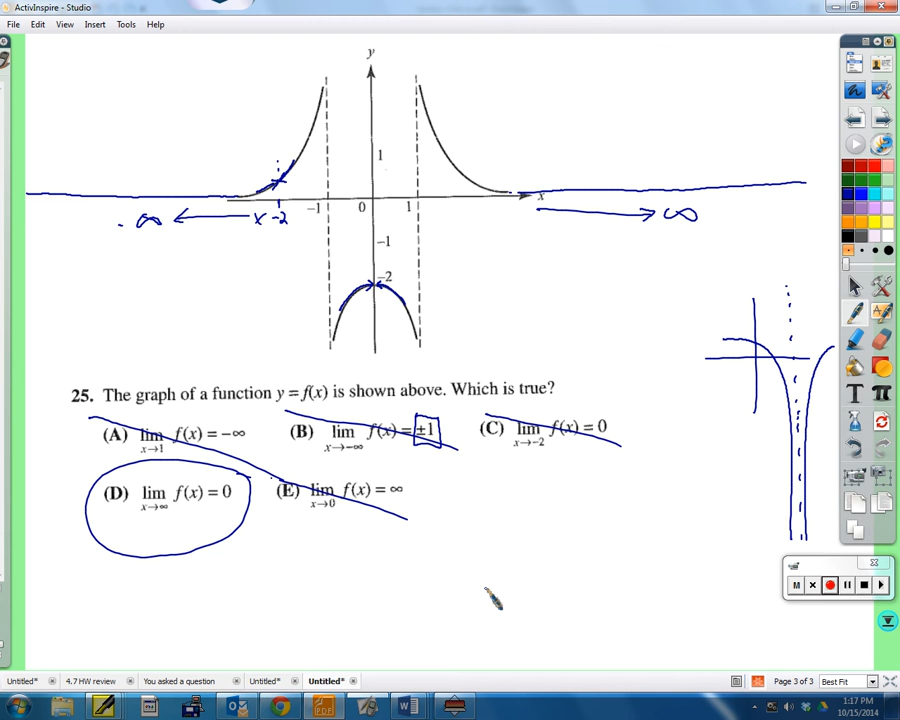 ActivInspire - Studio
File Edit View Insert Tools Help
y
1
-∞ x -2 -1 0 1 x ∞
-1
-2
25. The graph of a function y = f(x) is shown above. Which is true?
(A) lim x→1 f(x) = -∞ (B) lim x→-∞ f(x) = ±1 (C) lim x→-2 f(x) = 0
(D) lim x→∞ f(x) = 0 (E) lim x→0 f(x) = ∞
T π
M
Untitled* 4.7 HW review You asked a question Untitled* Untitled* Page 3 of 3 Best Fit
PDF W 1:17 PM
10/15/2014